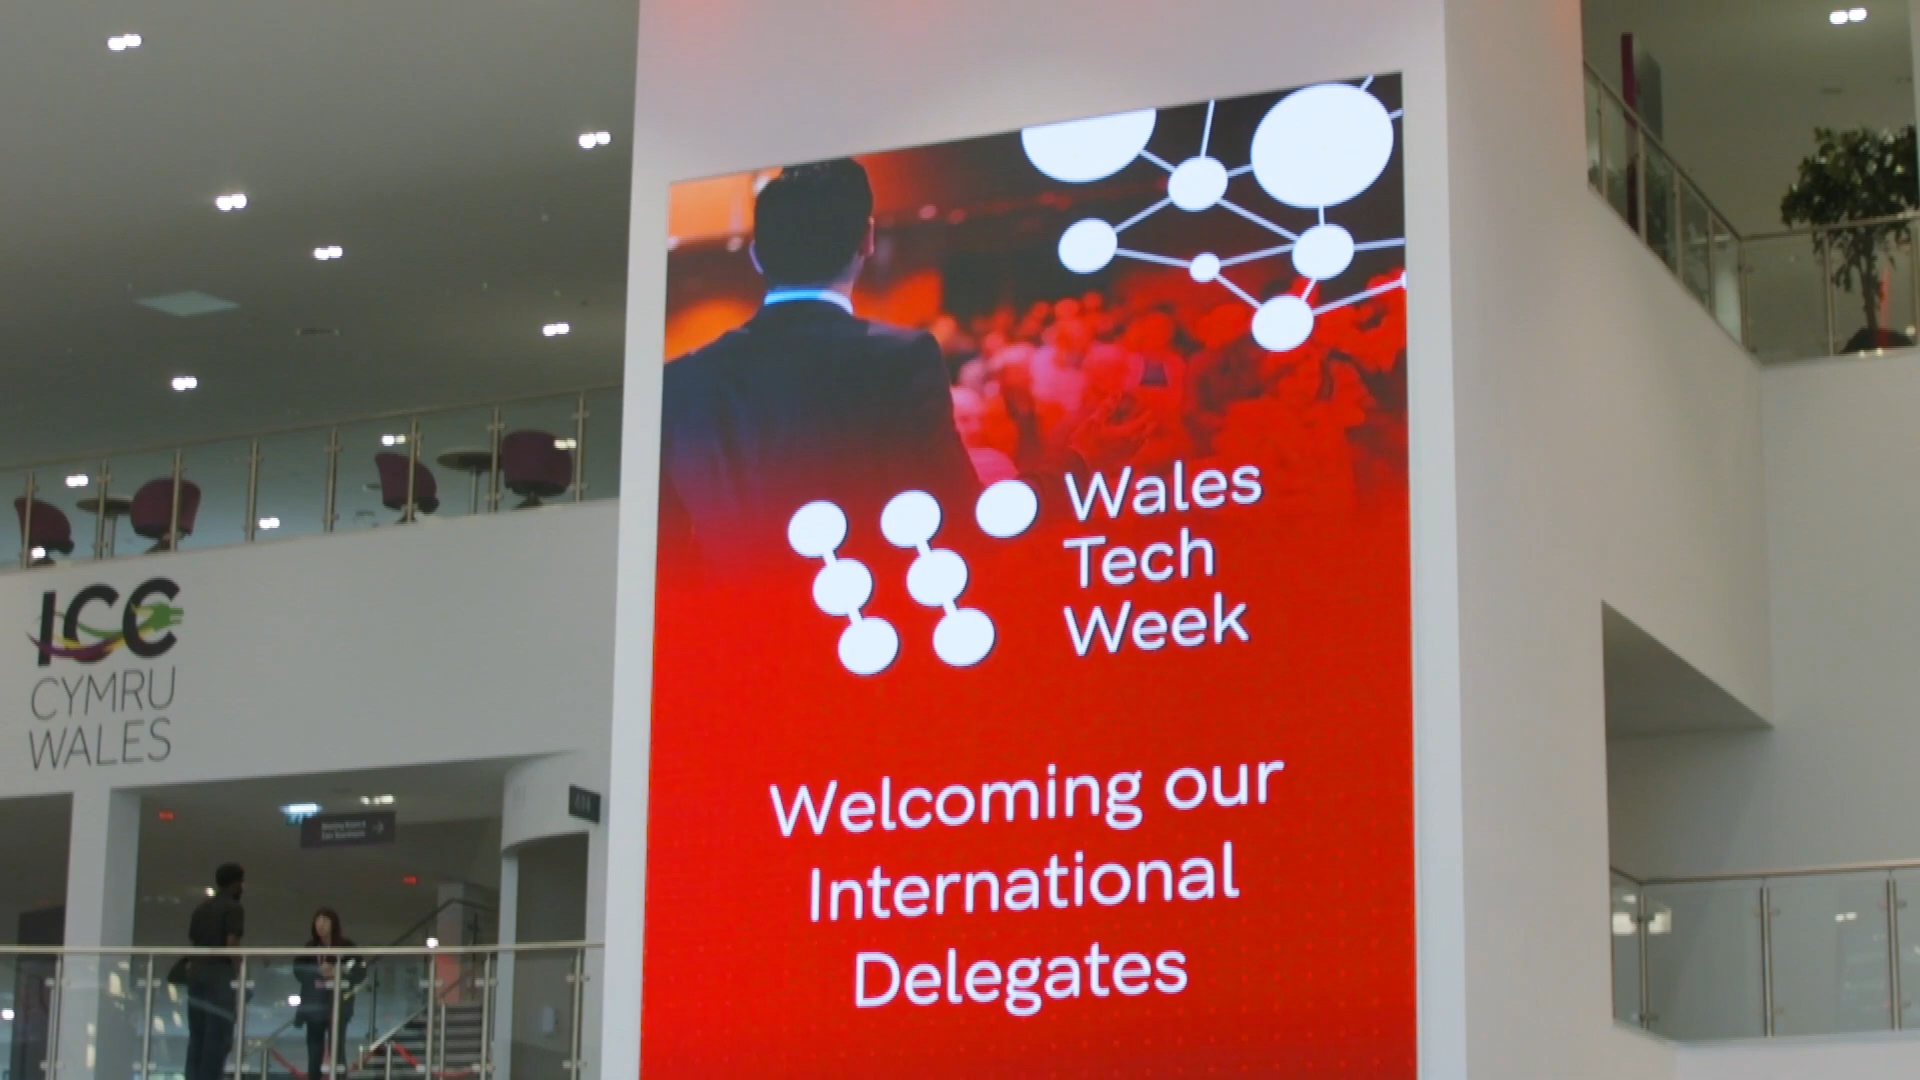 Wales
Tech
Week
Welcoming our
International
Delegates
ICC
CYMRU
WALES